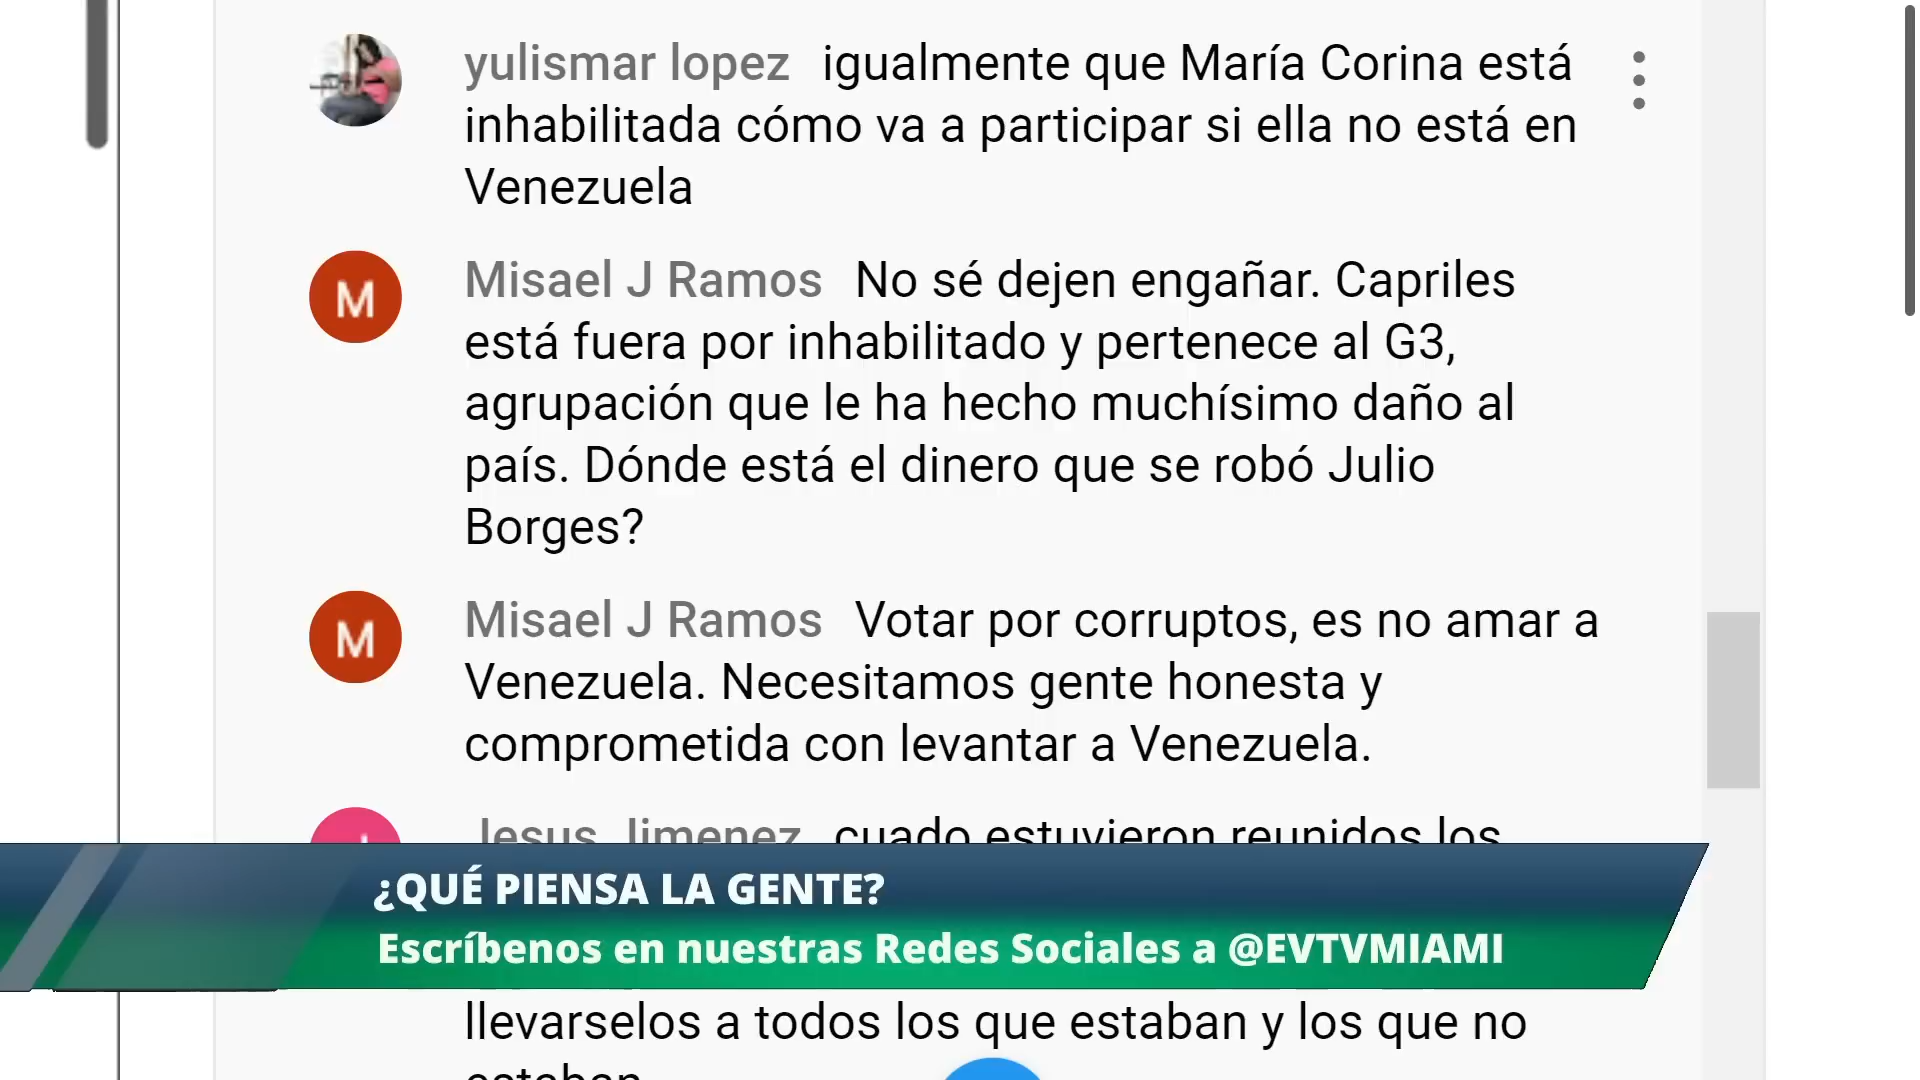 yulismar lopez igualmente que María Corina está
inhabilitada cómo va a participar si ella no está en
Venezuela
M
Misael J Ramos No sé dejen engañar. Capriles
está fuera por inhabilitado y pertenece al G3,
agrupación que le ha hecho muchísimo daño al
país. Dónde está el dinero que se robó Julio
Borges?
M
Misael J Ramos Votar por corruptos, es no amar a
Venezuela. Necesitamos gente honesta y
comprometida con levantar a Venezuela.
Jesus Jimenez cuado estuvieron reunidos los
¿QUÉ PIENSA LA GENTE?
Escríbenos en nuestras Redes Sociales a @EVTVMIAMI
llevarselos a todos los que estaban y los que no
estaban